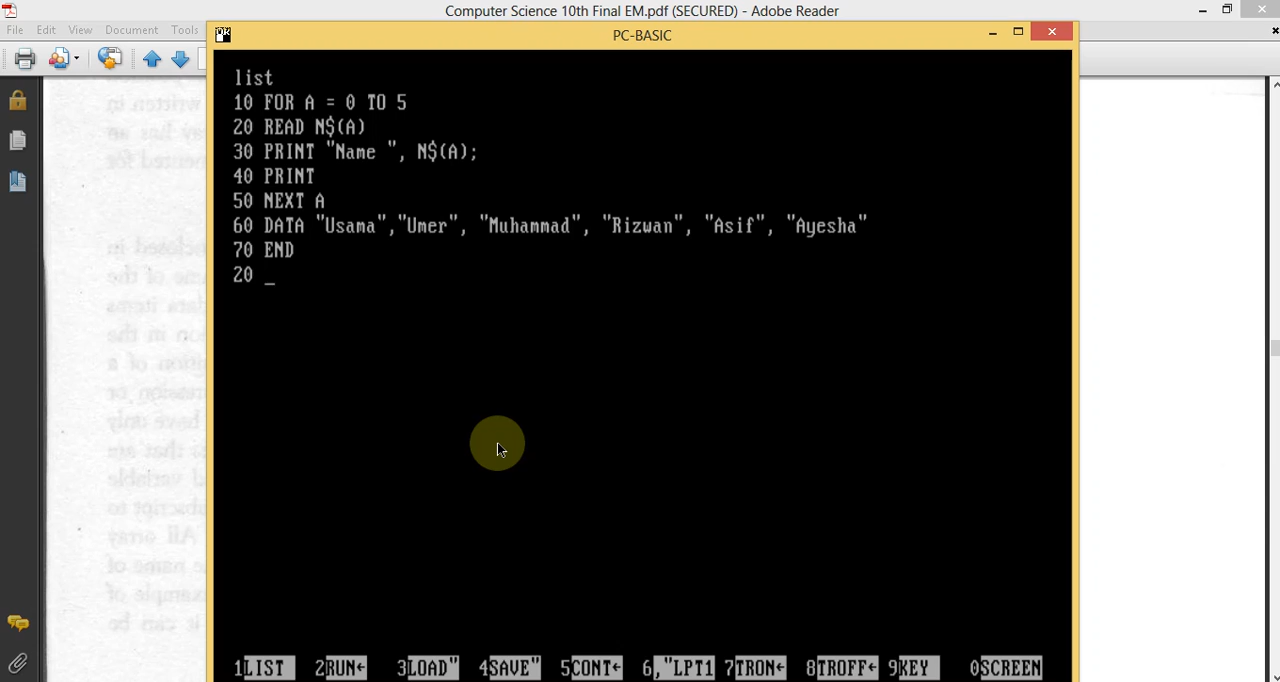 Computer Science 10th Final EM.pdf (SECURED) - Adobe Reader
File Edit View Document Tools
PC-BASIC
list
10 FOR A = 0 TO 5
20 READ N$(A)
30 PRINT "Name ", N$(A);
40 PRINT
50 NEXT A
60 DATA "Usama","Umer", "Muhammad", "Rizwan", "Asif", "Ayesha"
70 END
20 _
1LIST 2RUN← 3LOAD" 4SAVE" 5CONT← 6,"LPT1 7TRON← 8TROFF← 9KEY 0SCREEN